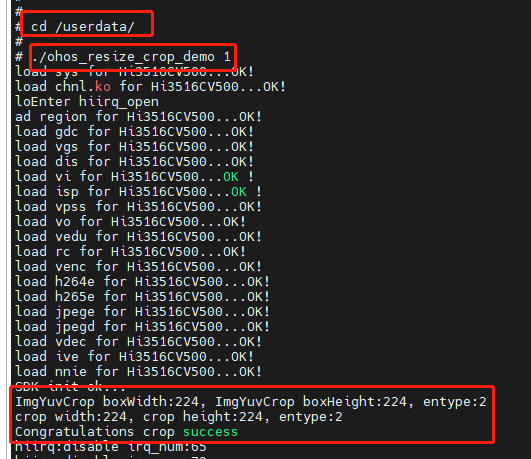 #
# cd /userdata/
#
# ./ohos_resize_crop_demo 1
load sys for Hi3516CV500...OK!
load chnl.ko for Hi3516CV500...OK!
loEnter hiirq_open
ad region for Hi3516CV500...OK!
load gdc for Hi3516CV500...OK!
load vgs for Hi3516CV500...OK!
load dis for Hi3516CV500...OK!
load vi for Hi3516CV500...OK !
load isp for Hi3516CV500...OK !
load vpss for Hi3516CV500...OK!
load vo for Hi3516CV500...OK!
load vedu for Hi3516CV500...OK!
load rc for Hi3516CV500...OK!
load venc for Hi3516CV500...OK!
load h264e for Hi3516CV500...OK!
load h265e for Hi3516CV500...OK!
load jpege for Hi3516CV500...OK!
load jpegd for Hi3516CV500...OK!
load vdec for Hi3516CV500...OK!
load ive for Hi3516CV500...OK!
load nnie for Hi3516CV500...OK!
SDK init ok...
ImgYuvCrop boxWidth:224, ImgYuvCrop boxHeight:224, entype:2
crop width:224, crop height:224, entype:2
Congratulations crop success
hiirq:disable irq_num:65